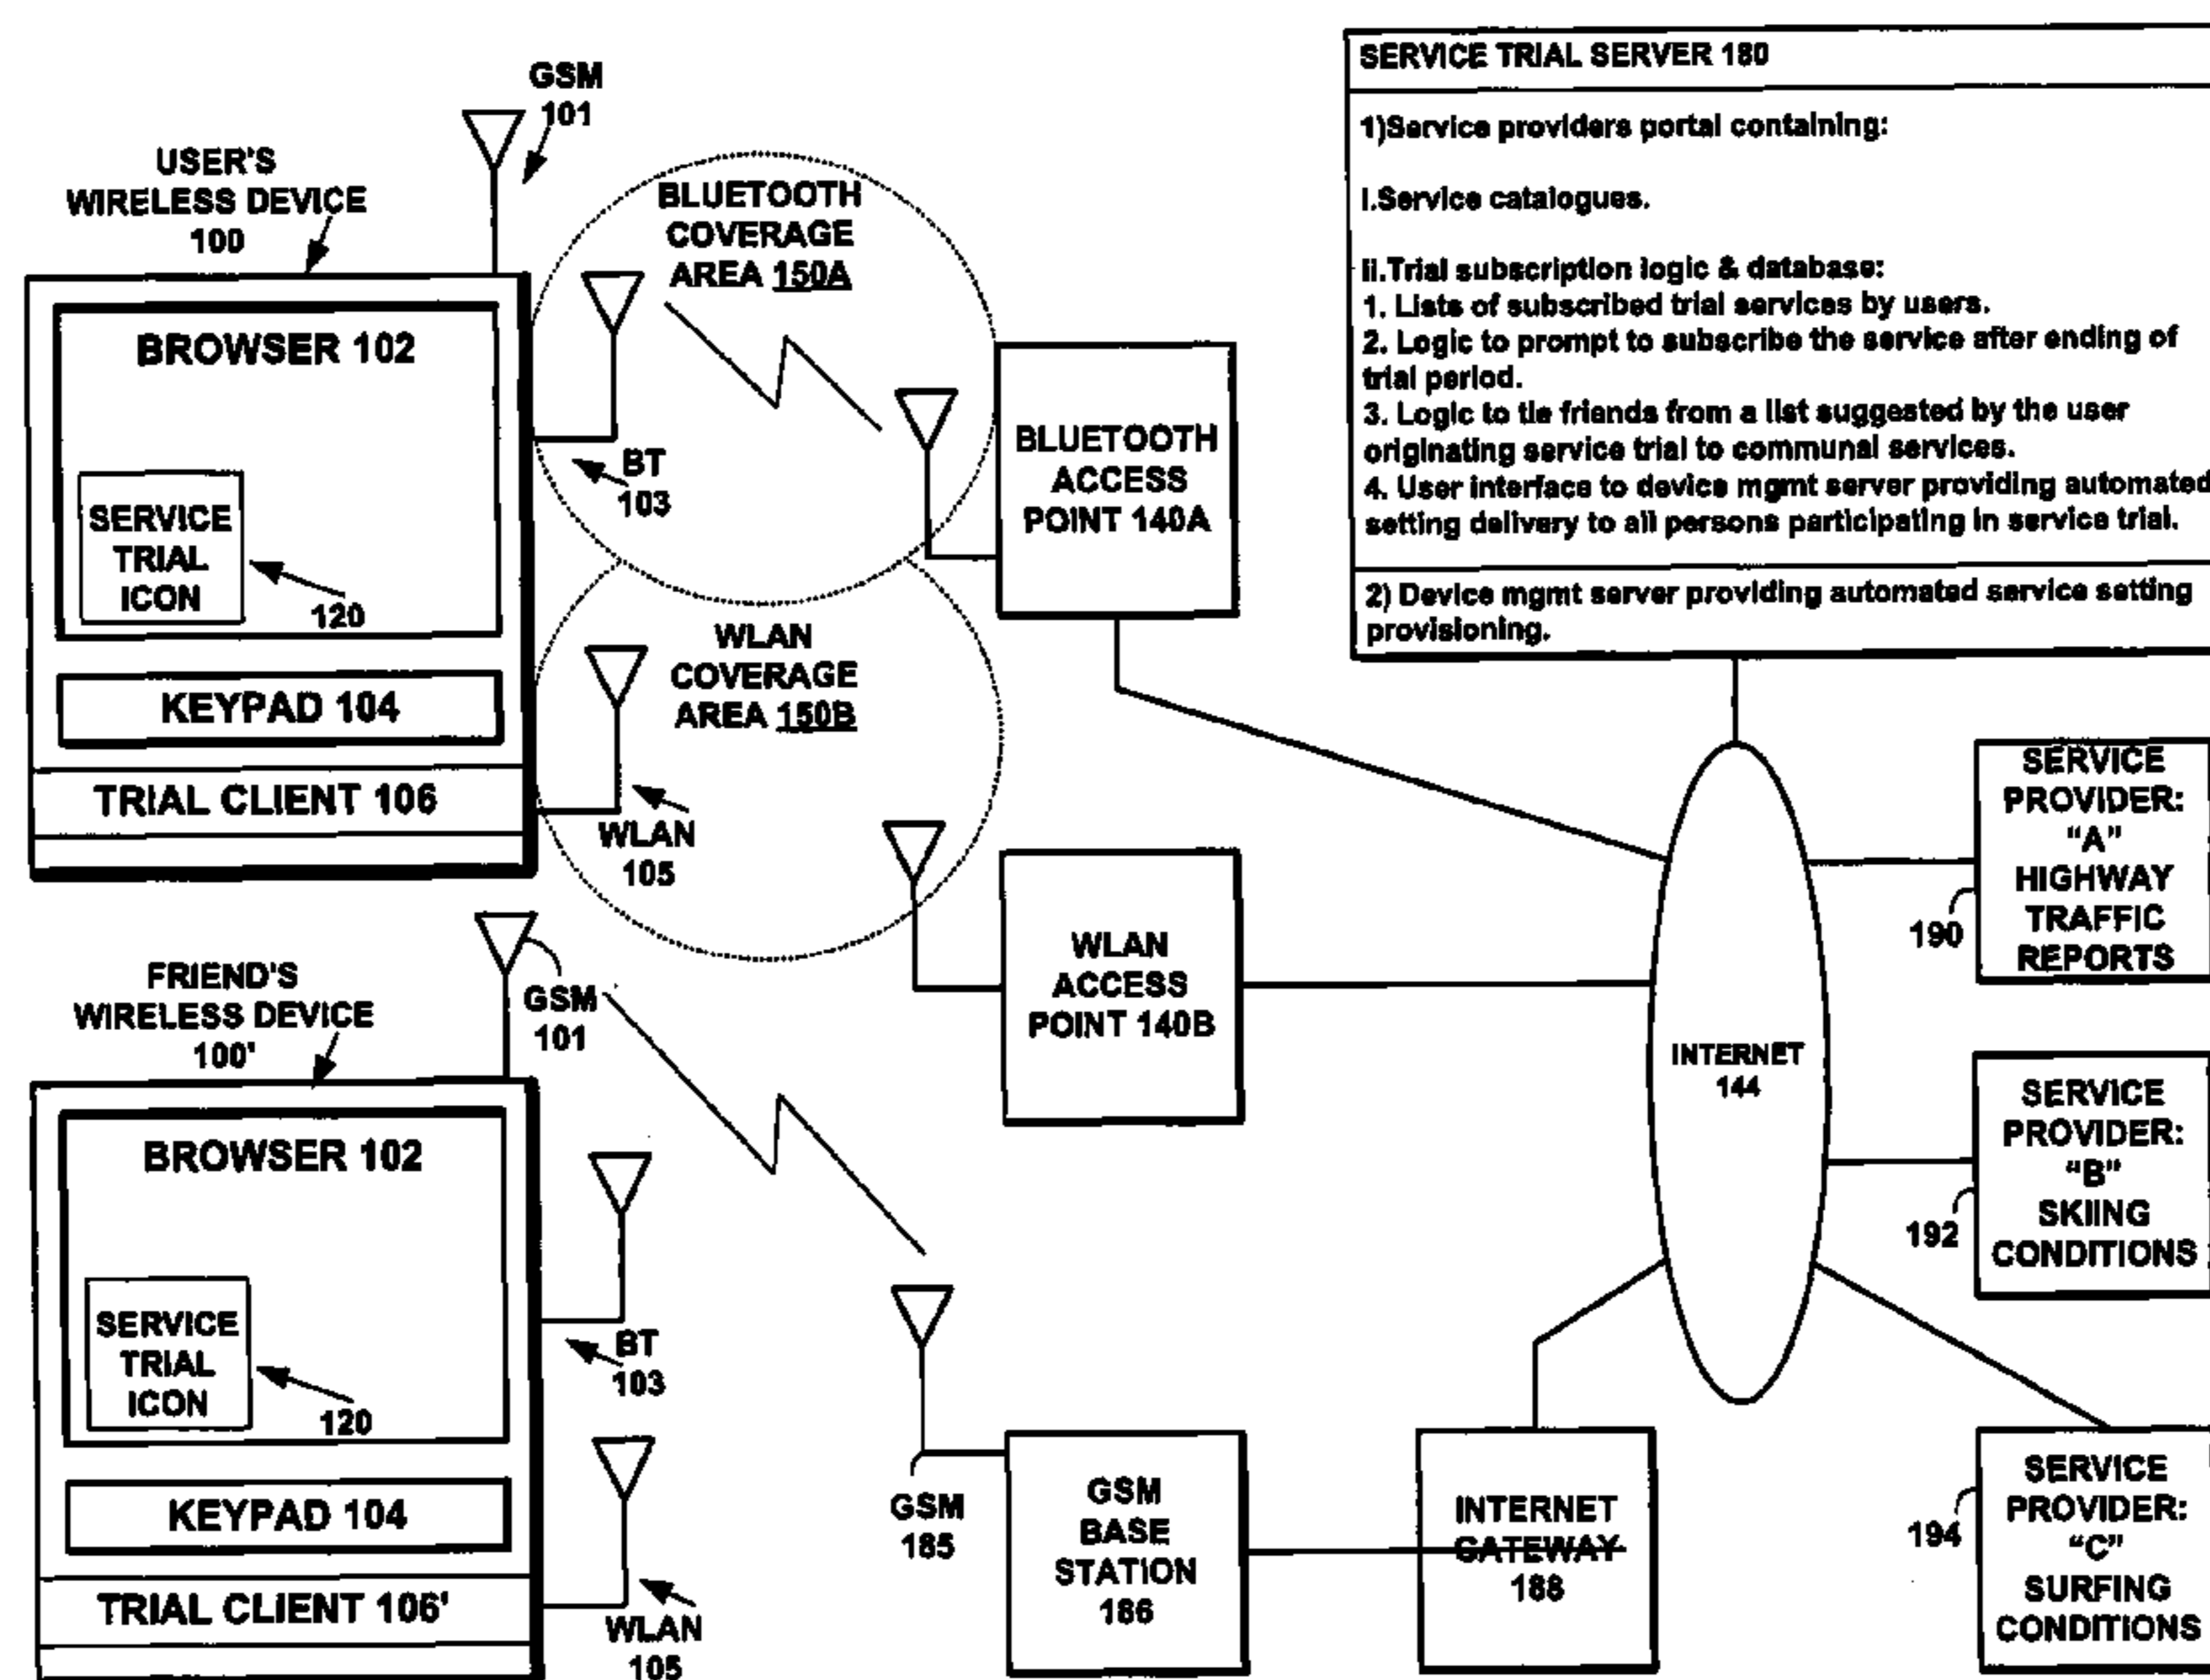 GSM
101
USER'S
WIRELESS DEVICE
100
BROWSER 102
SERVICE
TRIAL
ICON
120
KEYPAD 104
TRIAL CLIENT 106
BT
103
WLAN
105
BLUETOOTH
COVERAGE
AREA 150A
WLAN
COVERAGE
AREA 150B
BLUETOOTH
ACCESS
POINT 140A
WLAN
ACCESS
POINT 140B
SERVICE TRIAL SERVER 180
1)Service providers portal containing:
I.Service catalogues.
II.Trial subscription logic & database:
1. Lists of subscribed trial services by users.
2. Logic to prompt to subscribe the service after ending of
trial period.
3. Logic to tie friends from a list suggested by the user
originating service trial to communal services.
4. User interface to device mgmt server providing automated
setting delivery to all persons participating in service trial.
2) Device mgmt server providing automated service setting
provisioning.
INTERNET
144
SERVICE
PROVIDER:
"A"
HIGHWAY
TRAFFIC
REPORTS
190
SERVICE
PROVIDER:
"B"
SKIING
CONDITIONS
192
SERVICE
PROVIDER:
"C"
SURFING
CONDITIONS
194
FRIEND'S
WIRELESS DEVICE
100'
GSM
101
BROWSER 102
SERVICE
TRIAL
ICON
120
KEYPAD 104
TRIAL CLIENT 106'
BT
103
WLAN
105
GSM
185
GSM
BASE
STATION
186
INTERNET
GATEWAY
188